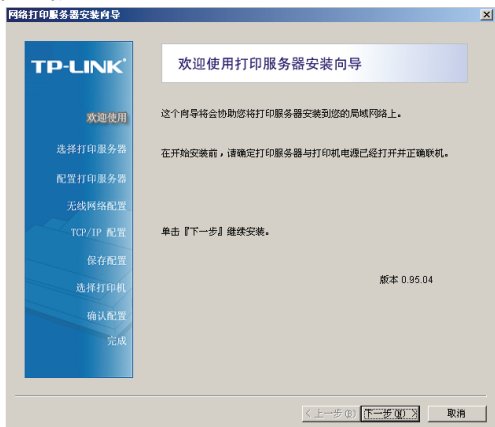 网络打印服务器安装向导
TP-LINK
欢迎使用打印服务器安装向导
欢迎使用
选择打印服务器
配置打印服务器
无线网络配置
TCP/IP 配置
保存配置
选择打印机
确认配置
完成
这个向导将会协助您将打印服务器安装到您的局域网络上。
在开始安装前，请确定打印服务器与打印机电源已经打开并正确联机。
单击『下一步』继续安装。
版本 0.95.04
< 上一步(B) 下一步(N) > 取消